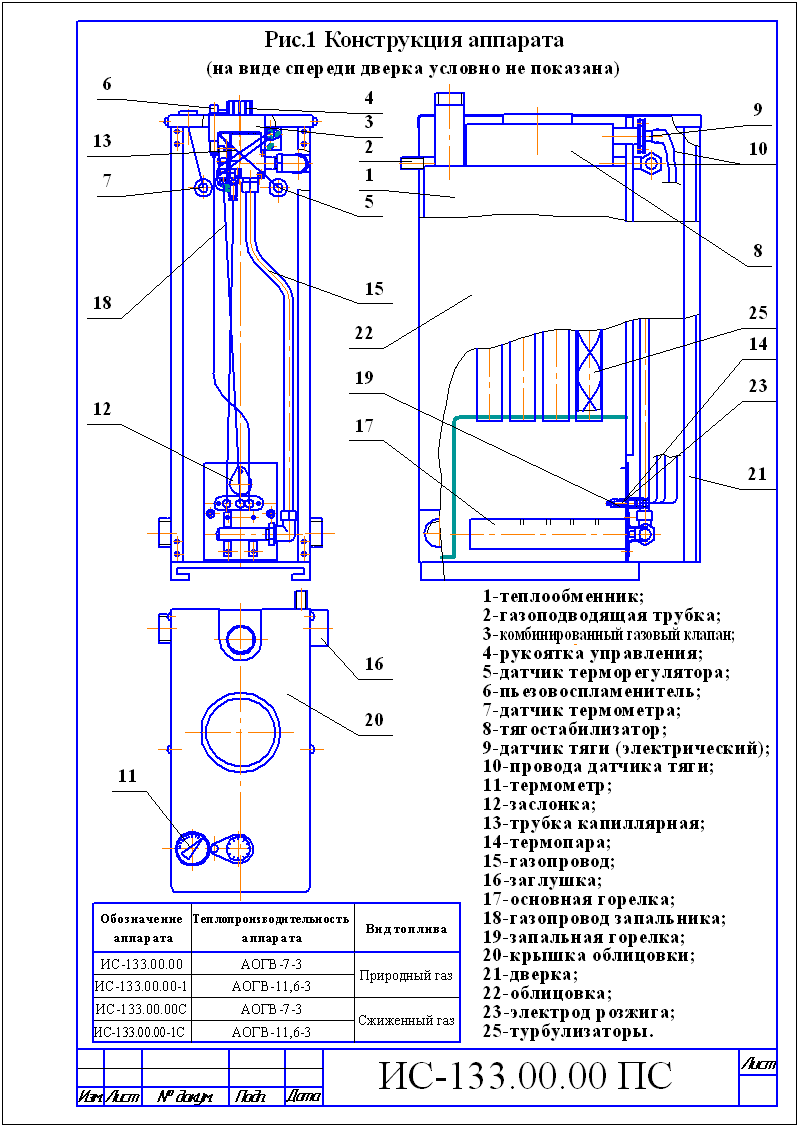 Рис.1 Конструкция аппарата
(на виде спереди дверка условно не показана)
6
4
3
13
2
7
1
5
18
15
12
9
10
8
22
25
14
19
23
17
21
16
20
11
1-теплообменник;
2-газоподводящая трубка;
3-комбинированный газовый клапан;
4-рукоятка управления;
5-датчик терморегулятора;
6-пьезовоспламенитель;
7-датчик термометра;
8-тягостабилизатор;
9-датчик тяги (электрический);
10-провода датчика тяги;
11-термометр;
12-заслонка;
13-трубка капиллярная;
14-термопара;
15-газопровод;
16-заглушка;
17-основная горелка;
18-газопровод запальника;
19-запальная горелка;
20-крышка облицовки;
21-дверка;
22-облицовка;
23-электрод розжига;
25-турбулизаторы.
Обозначение аппарата Теплопроизводительность аппарата Вид топлива
ИС-133.00.00 АОГВ-7-3 Природный газ
ИС-133.00.00-1 АОГВ-11,6-3
ИС-133.00.00С АОГВ-7-3 Сжиженный газ
ИС-133.00.00-1С АОГВ-11,6-3
ИС-133.00.00 ПС
Лист
Изм Лист № докум. Подп. Дата